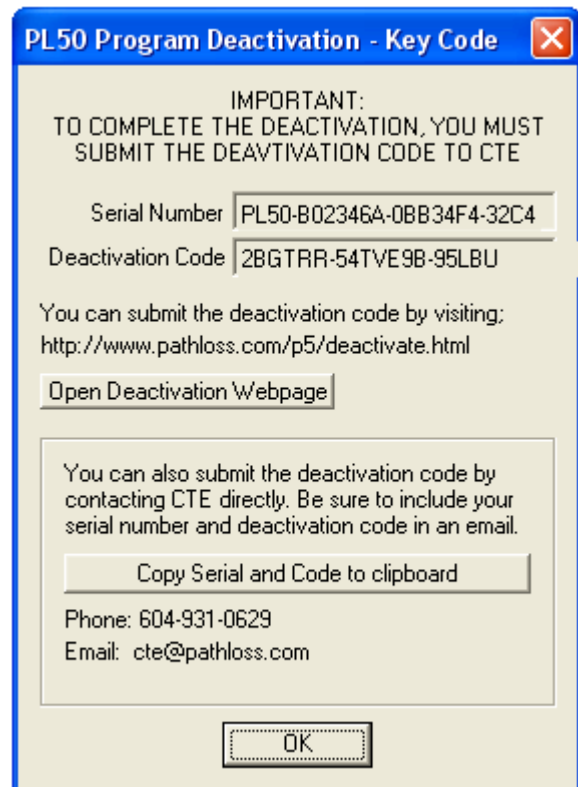 PL50 Program Deactivation - Key Code
IMPORTANT:
TO COMPLETE THE DEACTIVATION, YOU MUST
SUBMIT THE DEAVTIVATION CODE TO CTE
Serial Number PL50-B02346A-0BB34F4-32C4
Deactivation Code 2BGTRR-54TVE9B-95LBU
You can submit the deactivation code by visiting;
http://www.pathloss.com/p5/deactivate.html
Open Deactivation Webpage
You can also submit the deactivation code by
contacting CTE directly. Be sure to include your
serial number and deactivation code in an email.
Copy Serial and Code to clipboard
Phone: 604-931-0629
Email: cte@pathloss.com
OK